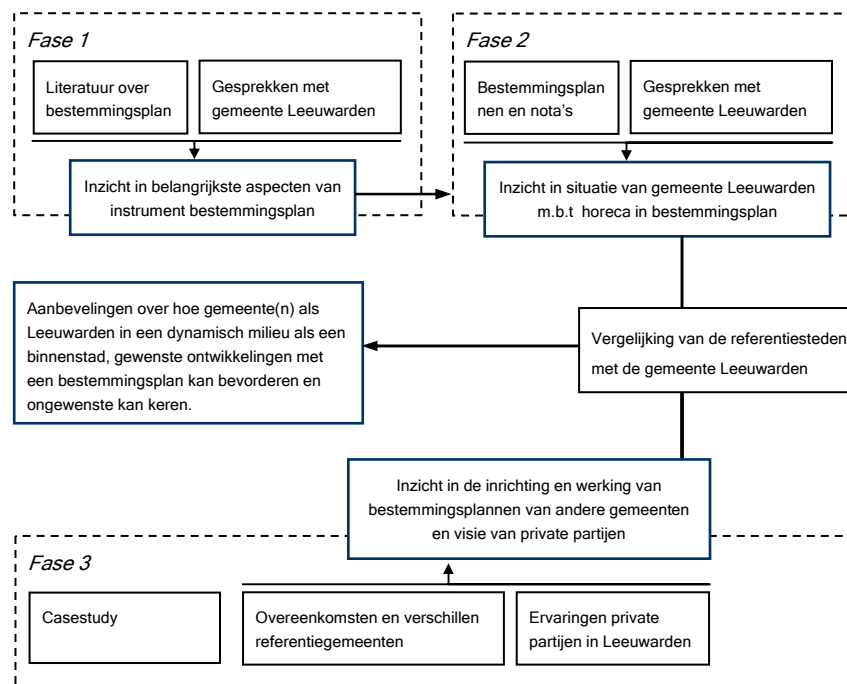 Fase 1
Literatuur over
bestemmingsplan
Gesprekken met
gemeente Leeuwarden
Inzicht in belangrijkste aspecten van
instrument bestemmingsplan
Fase 2
Bestemmingsplan
nen en nota's
Gesprekken met
gemeente Leeuwarden
Inzicht in situatie van gemeente Leeuwarden
m.b.t horeca in bestemmingsplan
Aanbevelingen over hoe gemeente(n) als
Leeuwarden in een dynamisch milieu als een
binnenstad, gewenste ontwikkelingen met
een bestemmingsplan kan bevorderen en
ongewenste kan keren.
Vergelijking van de referentiesteden
met de gemeente Leeuwarden
Inzicht in de inrichting en werking van
bestemmingsplannen van andere gemeenten
en visie van private partijen
Fase 3
Casestudy
Overeenkomsten en verschillen
referentiegemeenten
Ervaringen private
partijen in Leeuwarden